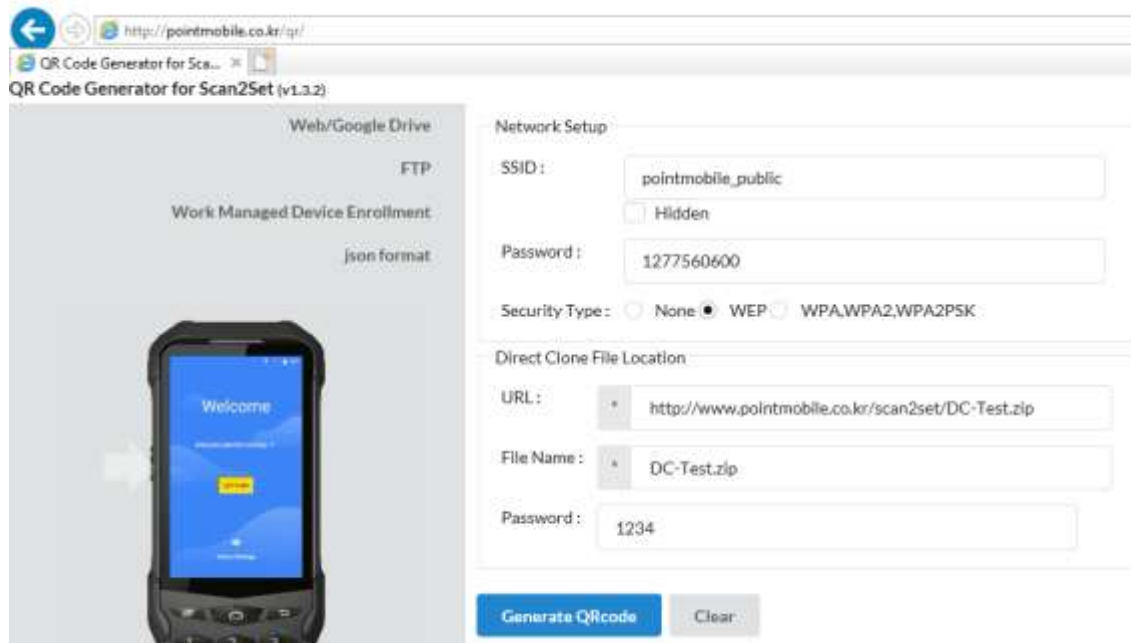 http://pointmobile.co.kr/qr/
QR Code Generator for Sca...
QR Code Generator for Scan2Set (v1.3.2)
Web/Google Drive
FTP
Work Managed Device Enrollment
json format
Welcome
Network Setup
SSID : pointmobile_public
Hidden
Password : 1277560600
Security Type : None WEP WPA,WPA2,WPA2PSK
Direct Clone File Location
URL : * http://www.pointmobile.co.kr/scan2set/DC-Test.zip
File Name : * DC-Test.zip
Password : 1234
Generate QRcode Clear